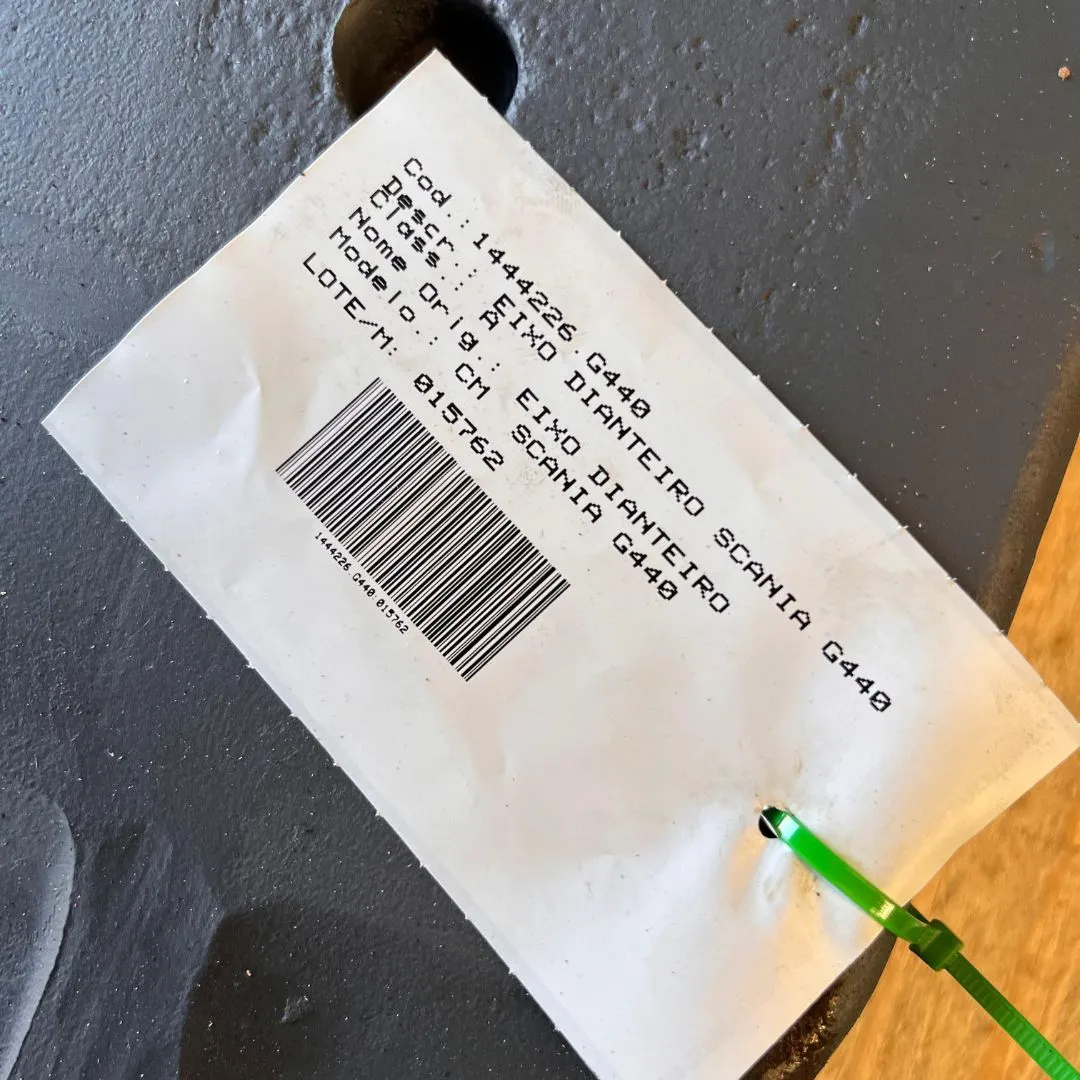 Cod.: 1444226 G440
Descr.: EIXO DIANTEIRO SCANIA G440
Class.: A
Nome Orig.: EIXO DIANTEIRO
Modelo.: CM SCANIA G440
LOTE/M: 015762
1444226 G440 015762